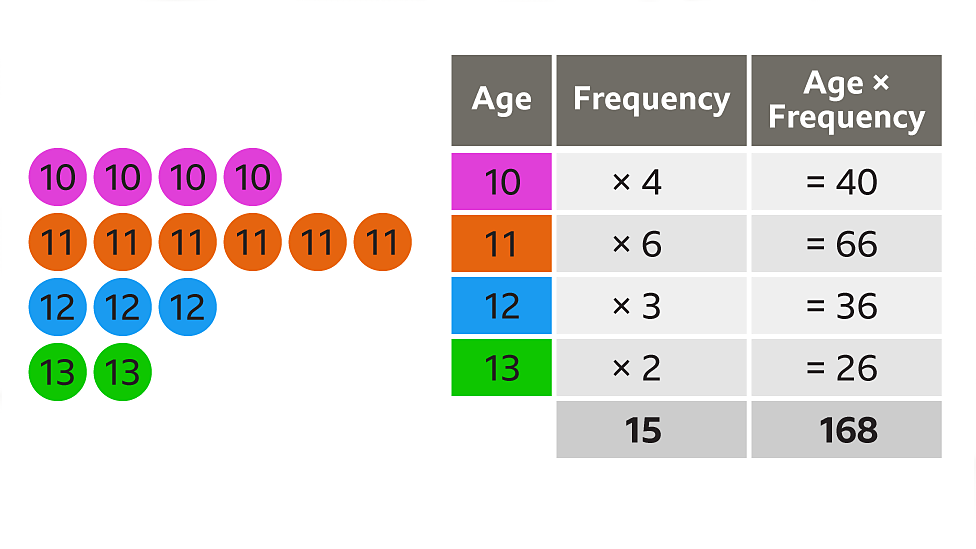 10 10 10 10
11 11 11 11 11 11
12 12 12
13 13
Age Frequency Age × Frequency
10 × 4 = 40
11 × 6 = 66
12 × 3 = 36
13 × 2 = 26
15 168